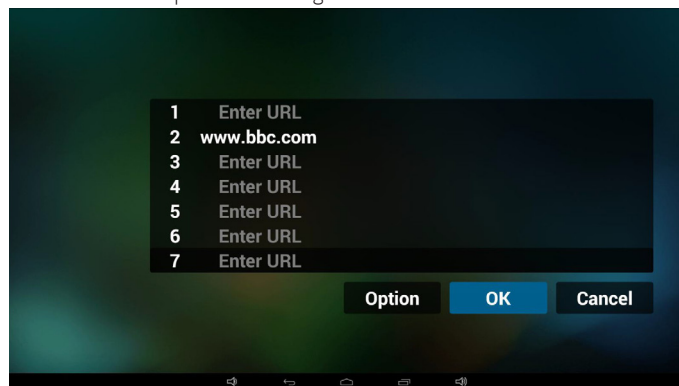 1 Enter URL
2 www.bbc.com
3 Enter URL
4 Enter URL
5 Enter URL
6 Enter URL
7 Enter URL
Option OK Cancel